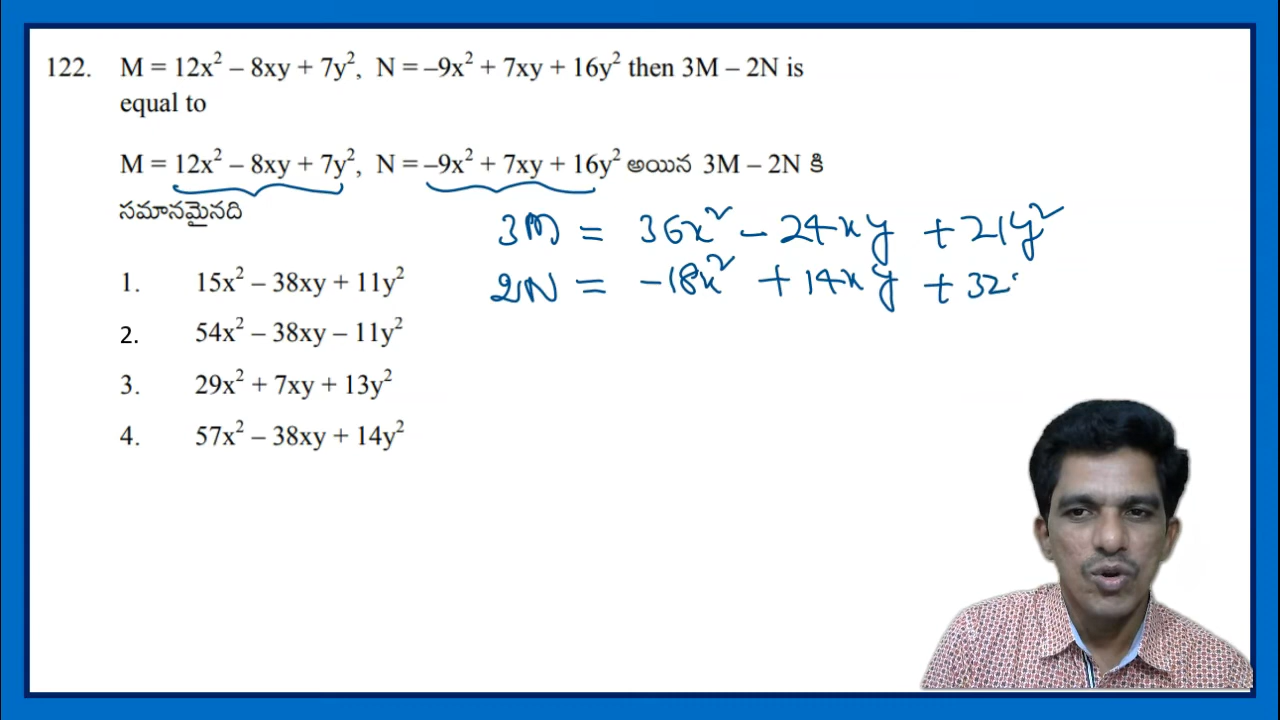 122. M = 12x² – 8xy + 7y², N = –9x² + 7xy + 16y² then 3M – 2N is
equal to
M = 12x² – 8xy + 7y², N = –9x² + 7xy + 16y² అయిన 3M – 2N కి
సమానమైనది
3M = 36x² – 24xy + 21y²
2N = -18x² + 14xy + 32
1. 15x² – 38xy + 11y²
2. 54x² – 38xy – 11y²
3. 29x² + 7xy + 13y²
4. 57x² – 38xy + 14y²